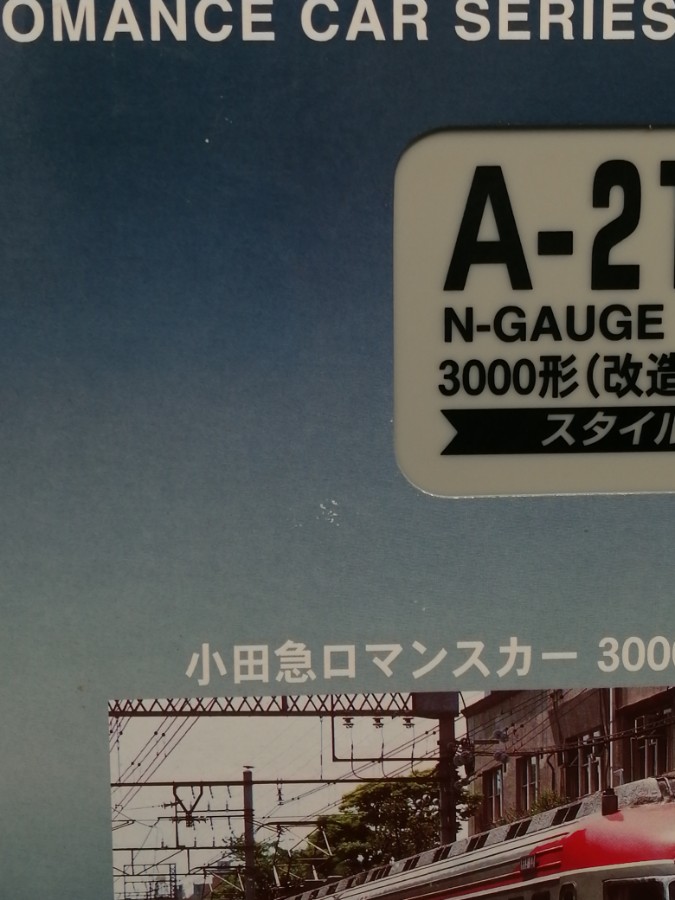 OMANCE CAR SERIES
A-2
N-GAUGE
3000形(改造
スタイル
小田急ロマンスカー 3000